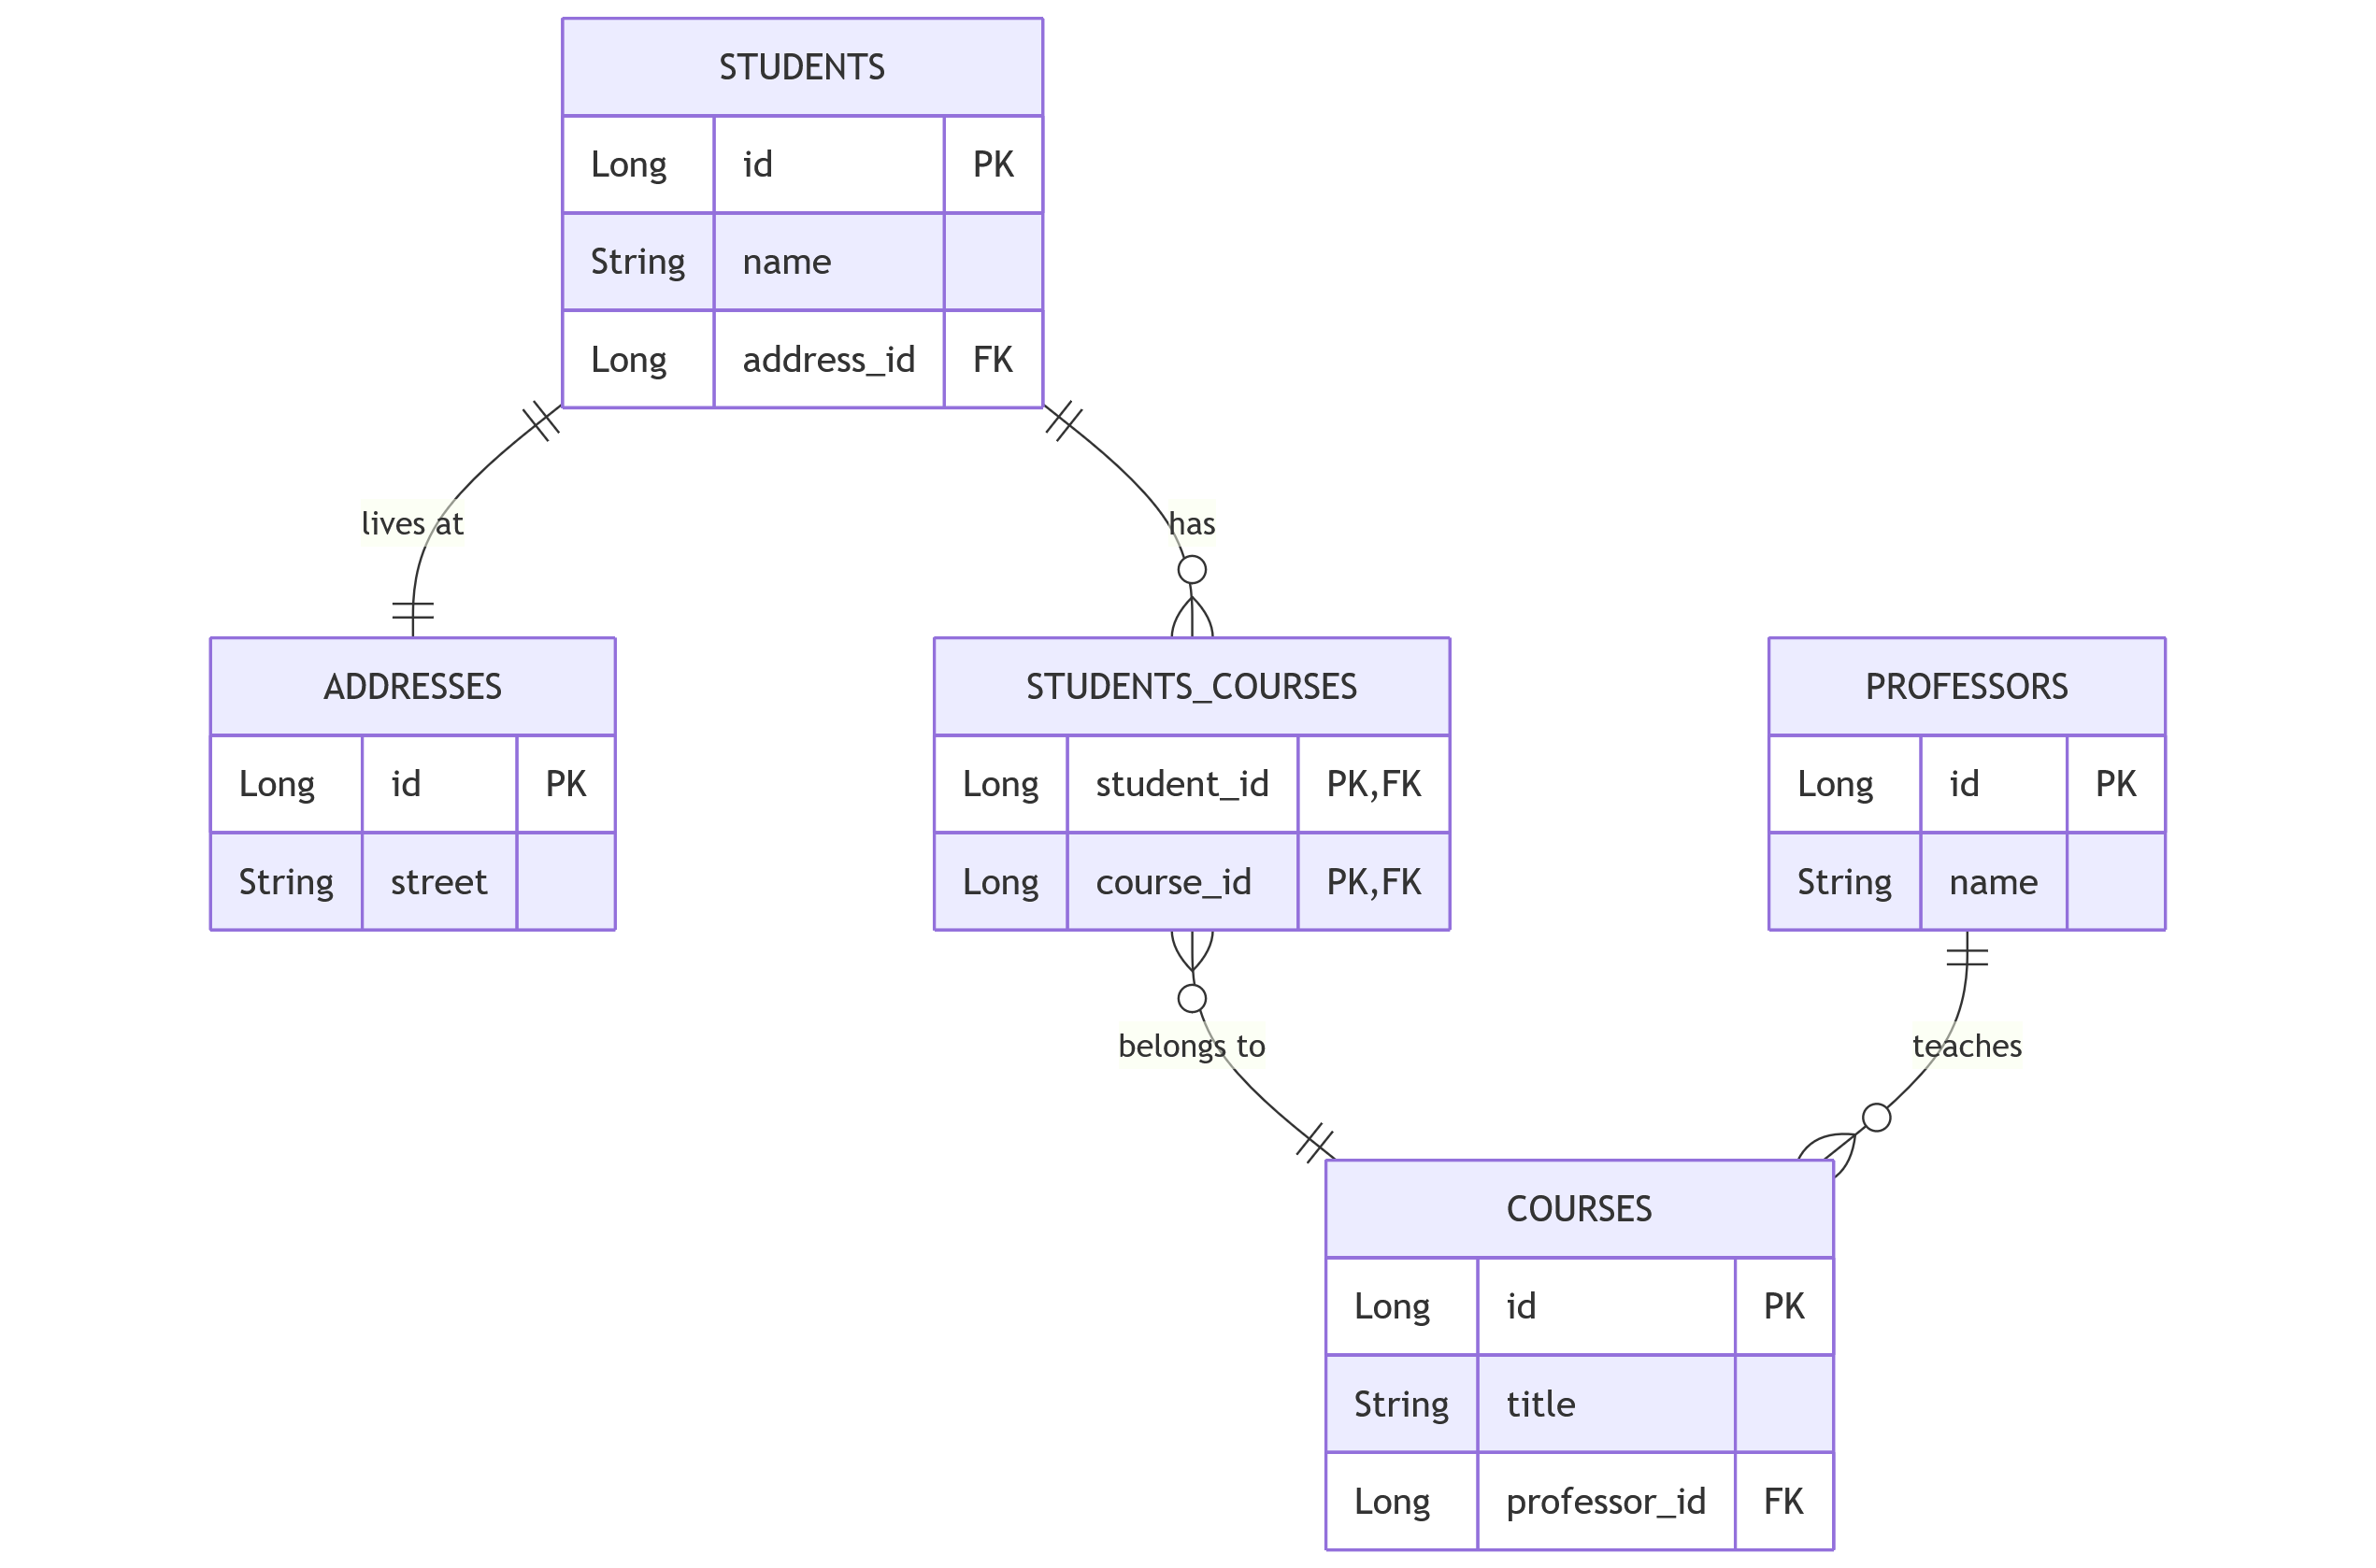 STUDENTS
Long id PK
String name
Long address_id FK
lives at
has
ADDRESSES
Long id PK
String street
STUDENTS_COURSES
Long student_id PK,FK
Long course_id PK,FK
PROFESSORS
Long id PK
String name
belongs to
teaches
COURSES
Long id PK
String title
Long professor_id FK